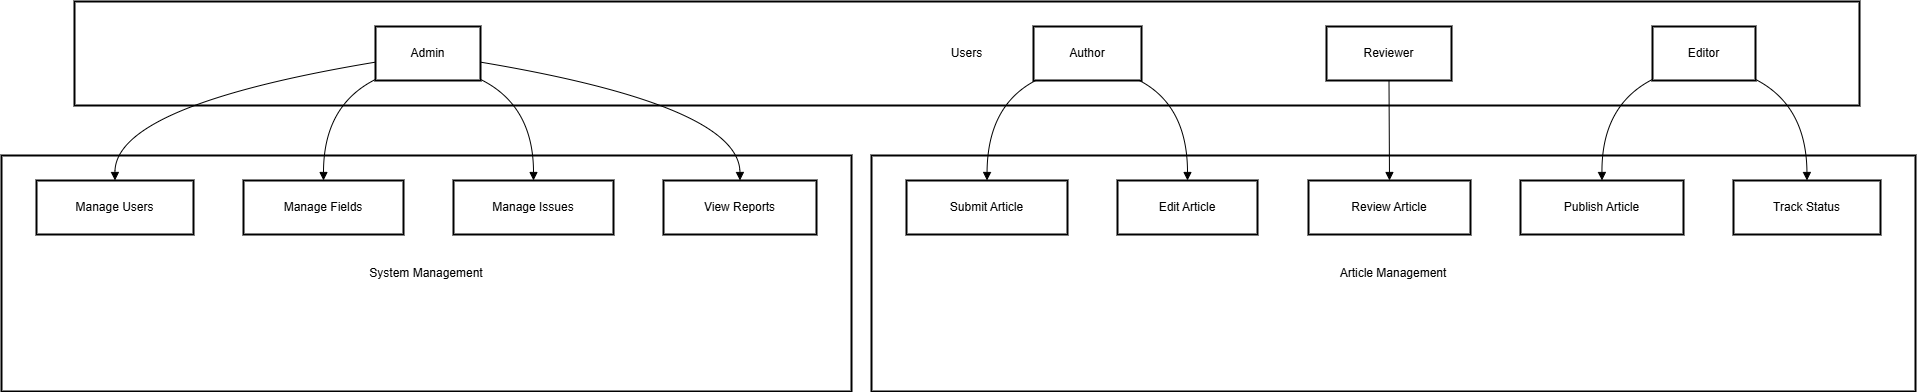 Admin
Users
Author
Reviewer
Editor
Manage Users
Manage Fields
Manage Issues
View Reports
Submit Article
Edit Article
Review Article
Publish Article
Track Status
System Management
Article Management